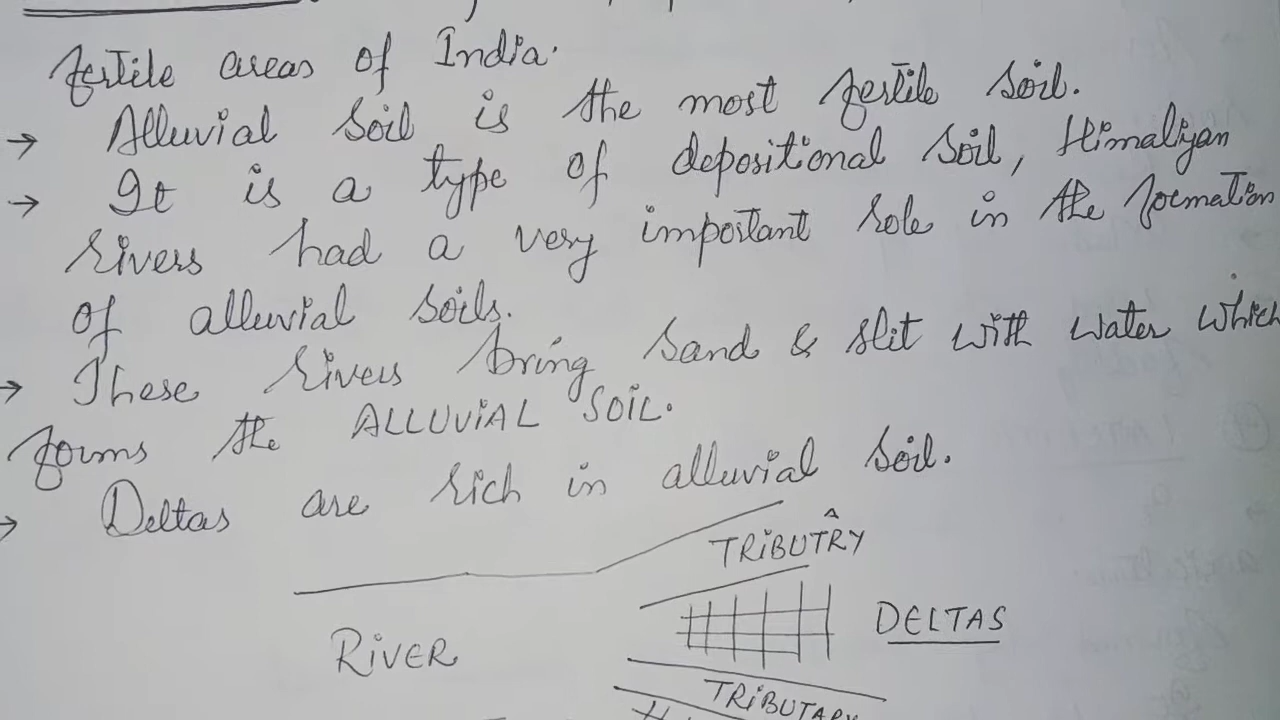 fertile areas of India.
→ Alluvial Soil is the most fertile soil.
→ It is a type of depositional soil, Himaliyan
rivers had a very important role in the formation
of alluvial soils.
→ These rivers bring sand & slit with water which
forms the ALLUViAL SOiL.
→ Deltas are rich in alluvial soil.
TRiBUTRY
^A
DELTAS
RiVER
TRiBUTARY